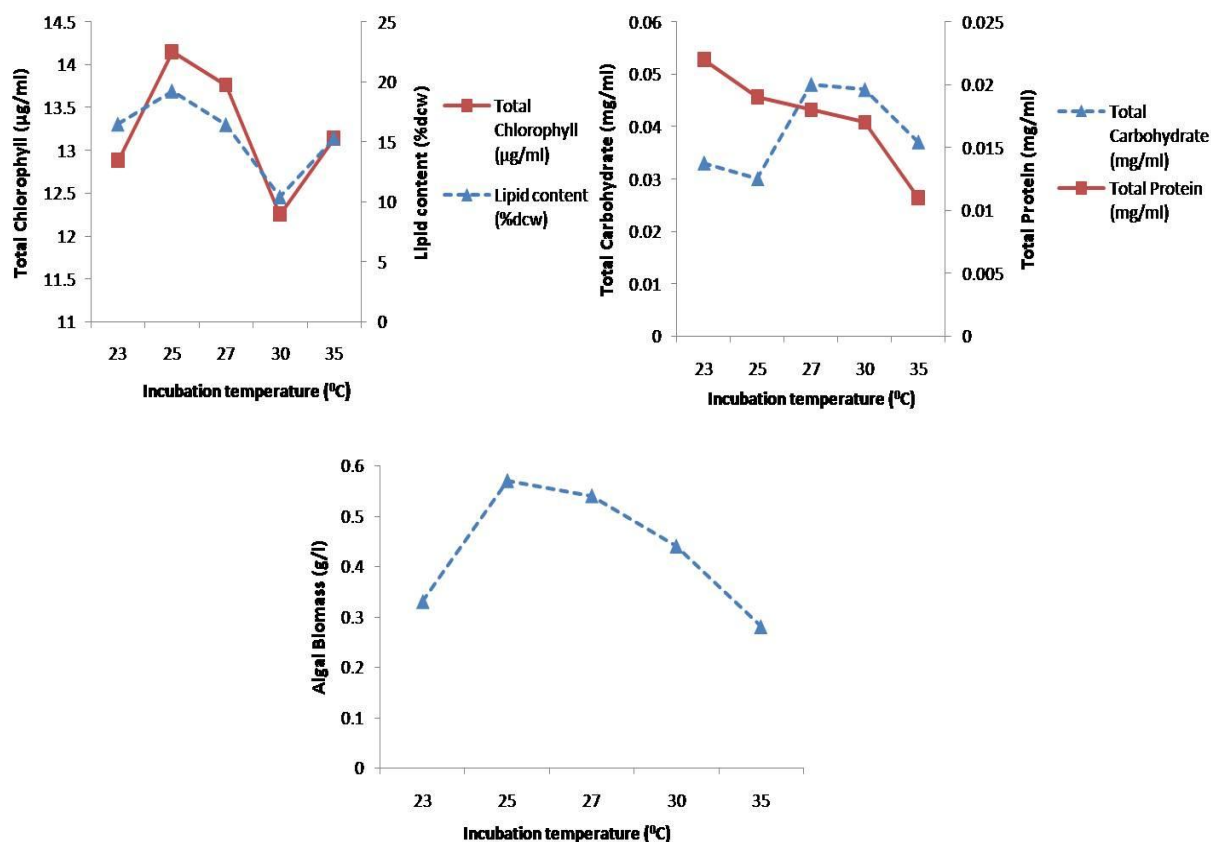 14.5
14
13.5
13
12.5
12
11.5
11
Total Chlorophyll (µg/ml)
25
20
15
10
5
0
Lipid content (%dcw)
23 25 27 30 35
Incubation temperature (⁰C)
Total
Chlorophyll
(µg/ml)
Lipid content
(%dcw)
0.06
0.05
0.04
0.03
0.02
0.01
0
Total Carbohydrate (mg/ml)
0.025
0.02
0.015
0.01
0.005
0
Total Protein (mg/ml)
23 25 27 30 35
Incubation temperature (⁰C)
Total
Carbohydrate
(mg/ml)
Total Protein
(mg/ml)
0.6
0.5
0.4
0.3
0.2
0.1
0
Algal Biomass (g/l)
23 25 27 30 35
Incubation temperature (⁰C)